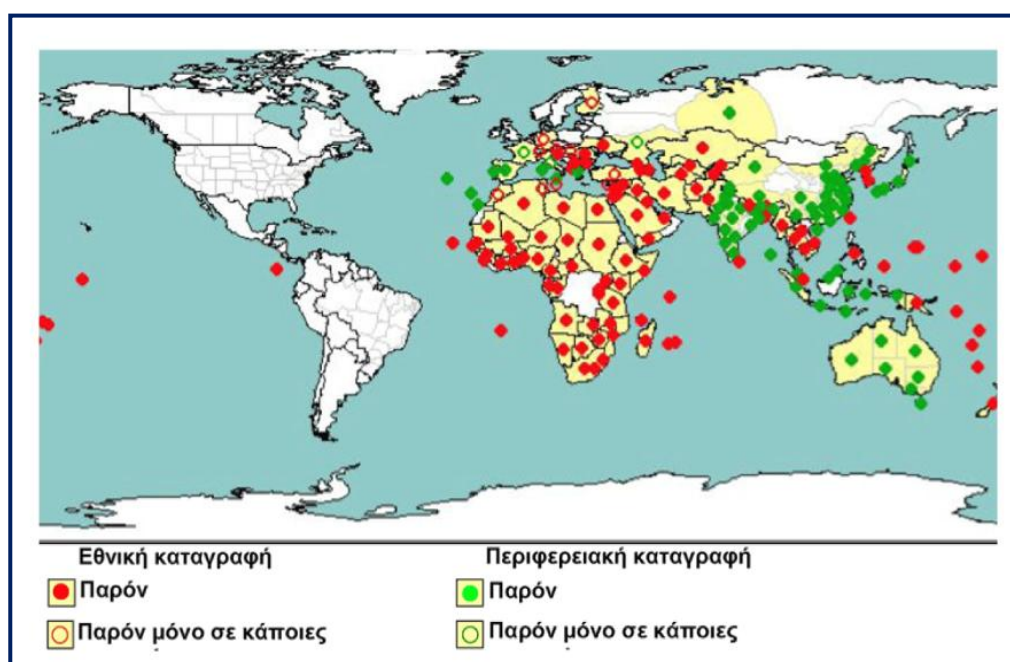 Εθνική καταγραφή
Περιφερειακή καταγραφή
Παρόν
Παρόν
Παρόν μόνο σε κάποιες
Παρόν μόνο σε κάποιες